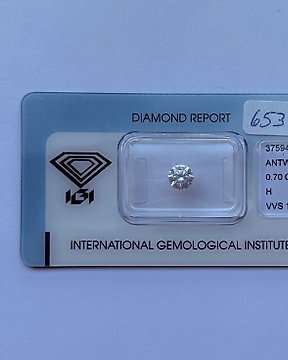 DIAMOND REPORT
653
IGI
37594
ANTW
0.70 C
H
VVS 1
INTERNATIONAL GEMOLOGICAL INSTITUTE